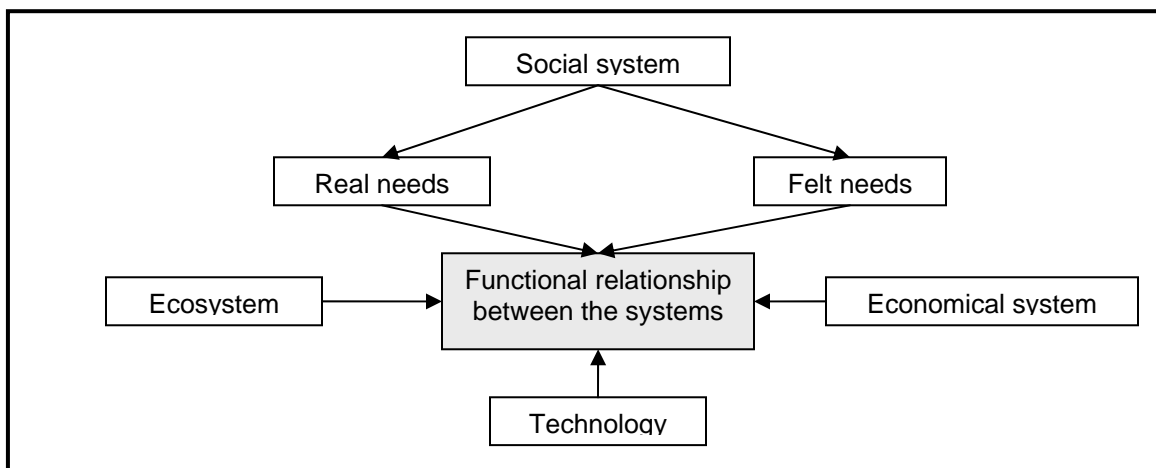 Social system
Real needs
Felt needs
Functional relationship
between the systems
Ecosystem
Economical system
Technology